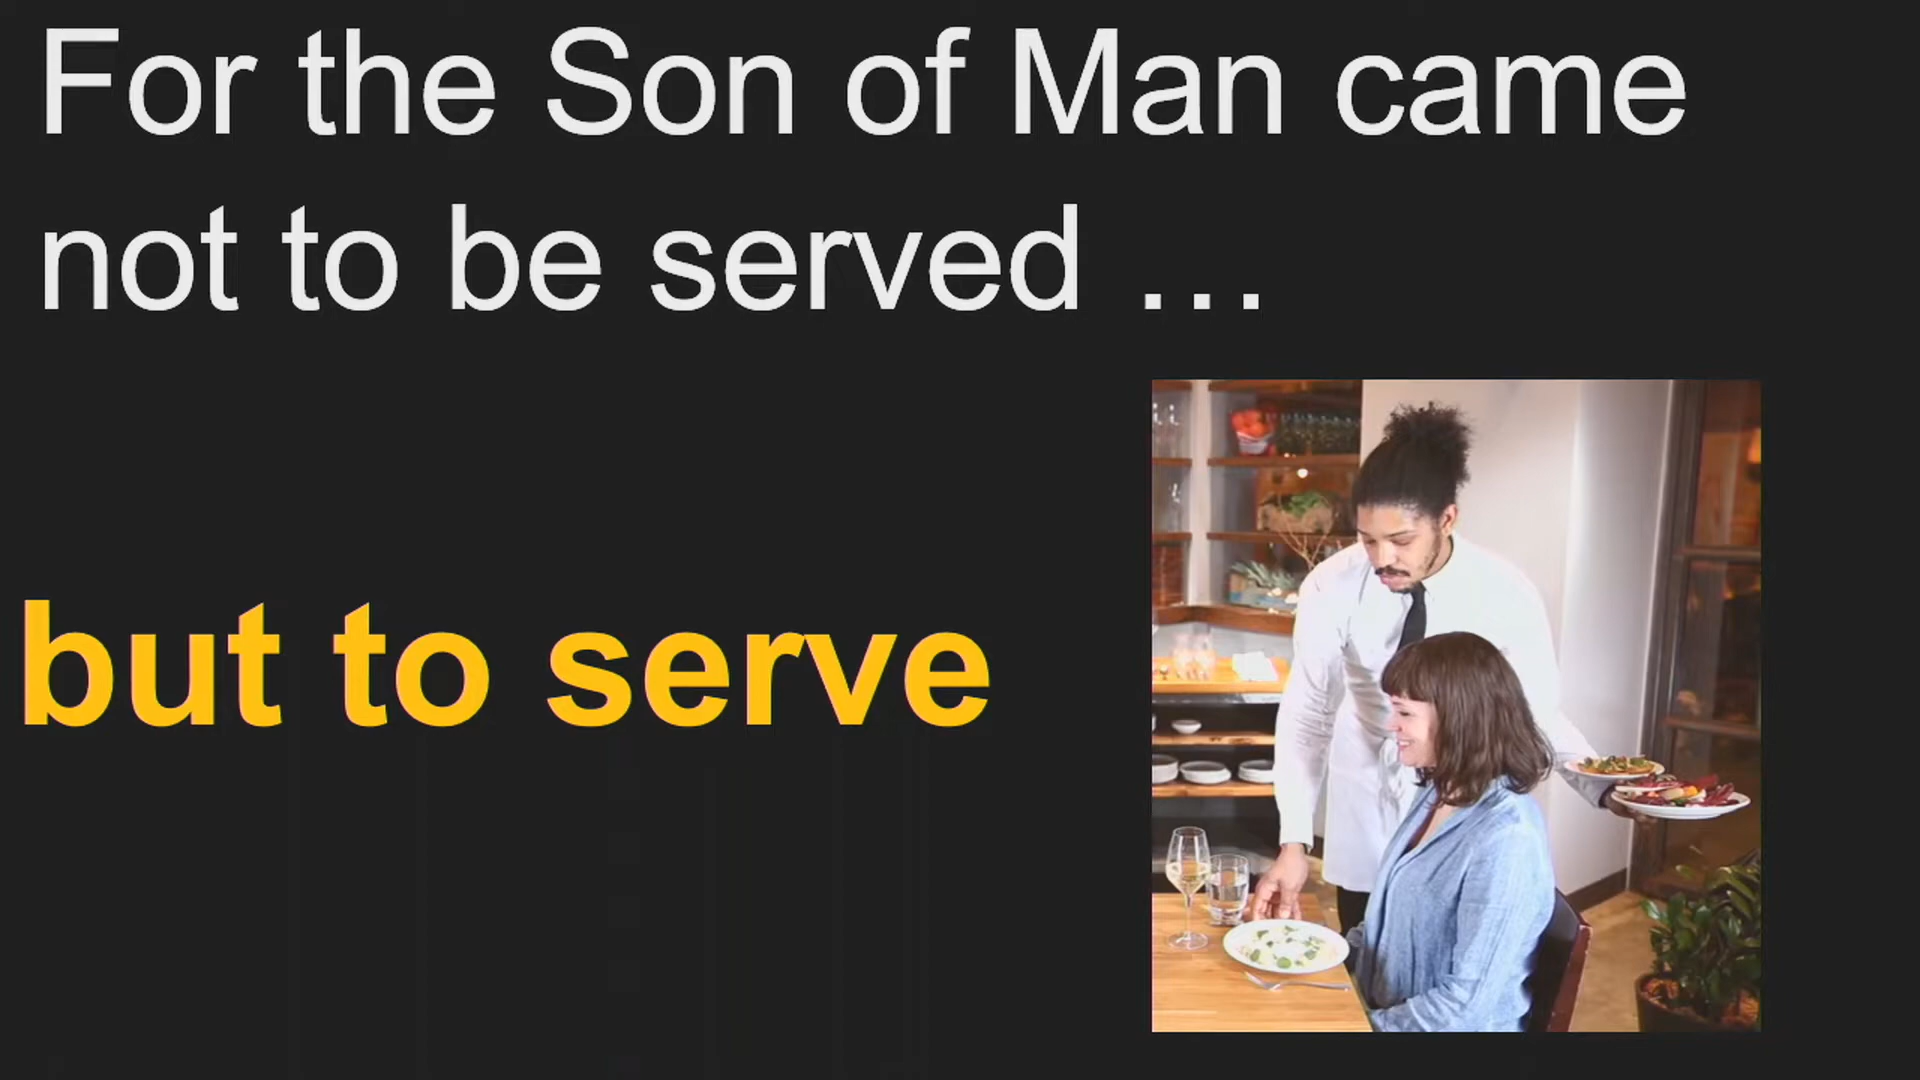 For the Son of Man came
not to be served …
but to serve